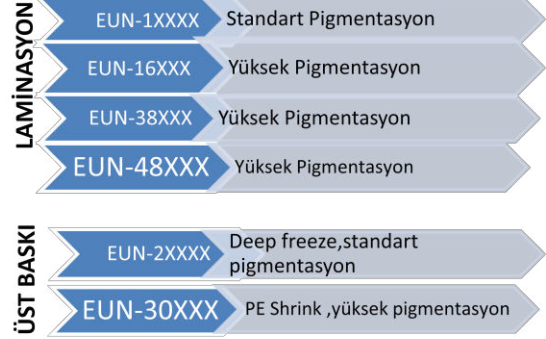 LAMİNASYON
EUN-1XXXX Standart Pigmentasyon
EUN-16XXX Yüksek Pigmentasyon
EUN-38XXX Yüksek Pigmentasyon
EUN-48XXX Yüksek Pigmentasyon
ÜST BASKI
EUN-2XXXX Deep freeze,standart
pigmentasyon
EUN-30XXX PE Shrink ,yüksek pigmentasyon